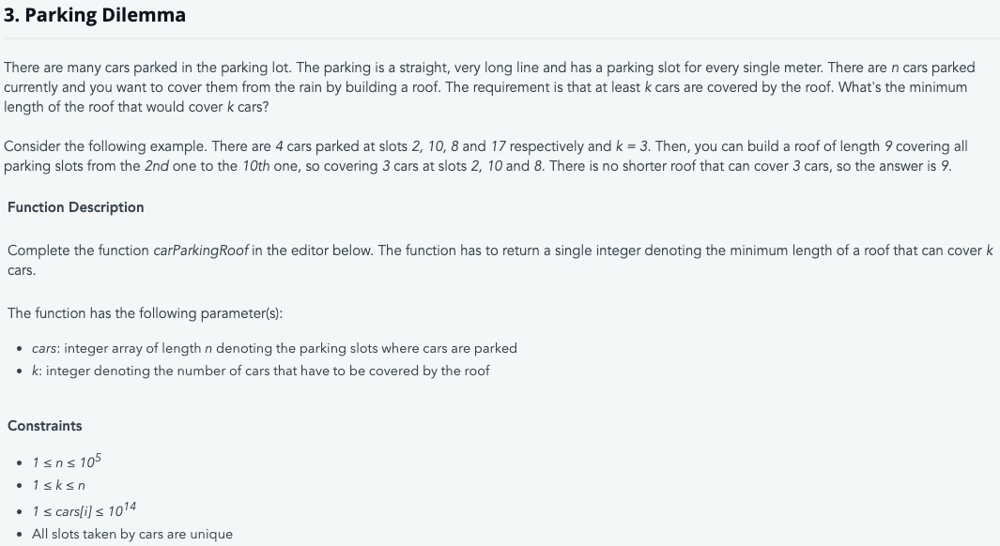 3. Parking Dilemma
There are many cars parked in the parking lot. The parking is a straight, very long line and has a parking slot for every single meter. There are n cars parked
currently and you want to cover them from the rain by building a roof. The requirement is that at least k cars are covered by the roof. What's the minimum
length of the roof that would cover k cars?
Consider the following example. There are 4 cars parked at slots 2, 10, 8 and 17 respectively and k = 3. Then, you can build a roof of length 9 covering all
parking slots from the 2nd one to the 10th one, so covering 3 cars at slots 2, 10 and 8. There is no shorter roof that can cover 3 cars, so the answer is 9.
Function Description
Complete the function carParkingRoof in the editor below. The function has to return a single integer denoting the minimum length of a roof that can cover k
cars.
The function has the following parameter(s):
• cars: integer array of length n denoting the parking slots where cars are parked
• k: integer denoting the number of cars that have to be covered by the roof
Constraints
• 1 ≤ n ≤ 10⁵
• 1 ≤ k ≤ n
• 1 ≤ cars[i] ≤ 10¹⁴
• All slots taken by cars are unique